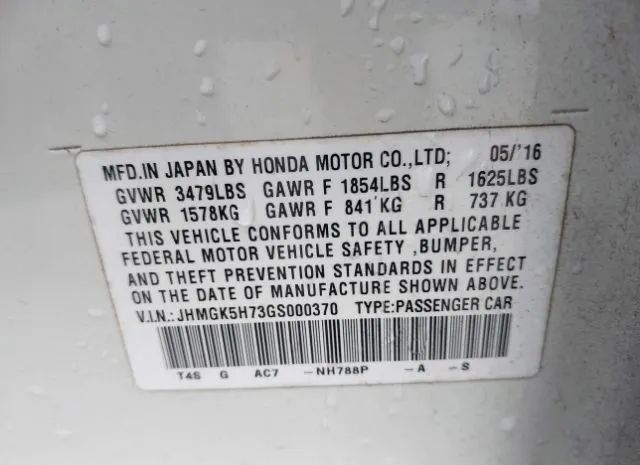 MFD.IN JAPAN BY HONDA MOTOR CO.,LTD; 05/'16
GVWR 3479LBS GAWR F 1854LBS R 1625LBS
GVWR 1578KG GAWR F 841 KG R 737 KG
THIS VEHICLE CONFORMS TO ALL APPLICABLE
FEDERAL MOTOR VEHICLE SAFETY ,BUMPER,
AND THEFT PREVENTION STANDARDS IN EFFECT
ON THE DATE OF MANUFACTURE SHOWN ABOVE.
V.I.N.: JHMGK5H73GS000370 TYPE:PASSENGER CAR
T4S G AC7 -NH788P -A -S